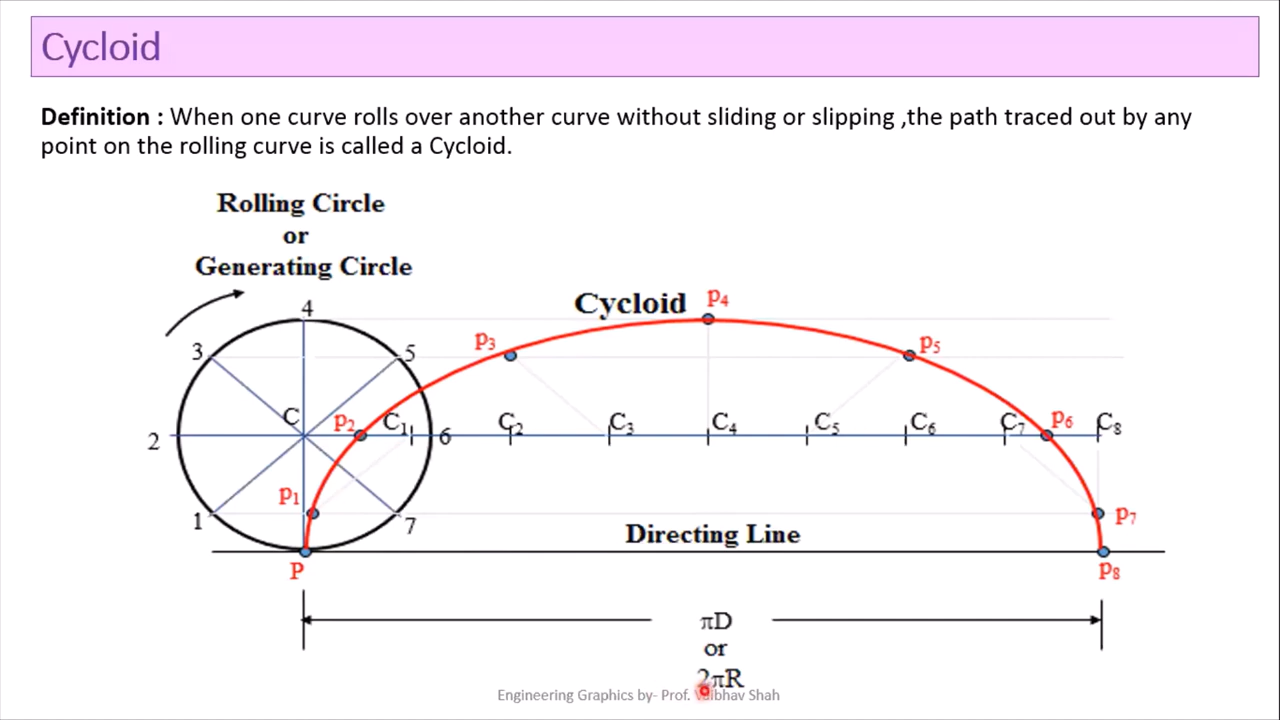 Cycloid
Definition : When one curve rolls over another curve without sliding or slipping ,the path traced out by any
point on the rolling curve is called a Cycloid.
Rolling Circle
or
Generating Circle
Cycloid
4
p4
3
5
p3
p5
C
p2
C1
C2
C3
C4
C5
C6
C7
p6
C8
2
6
p1
1
7
Directing Line
p7
P
p8
πD
or
2πR
Engineering Graphics by- Prof. Vaibhav Shah